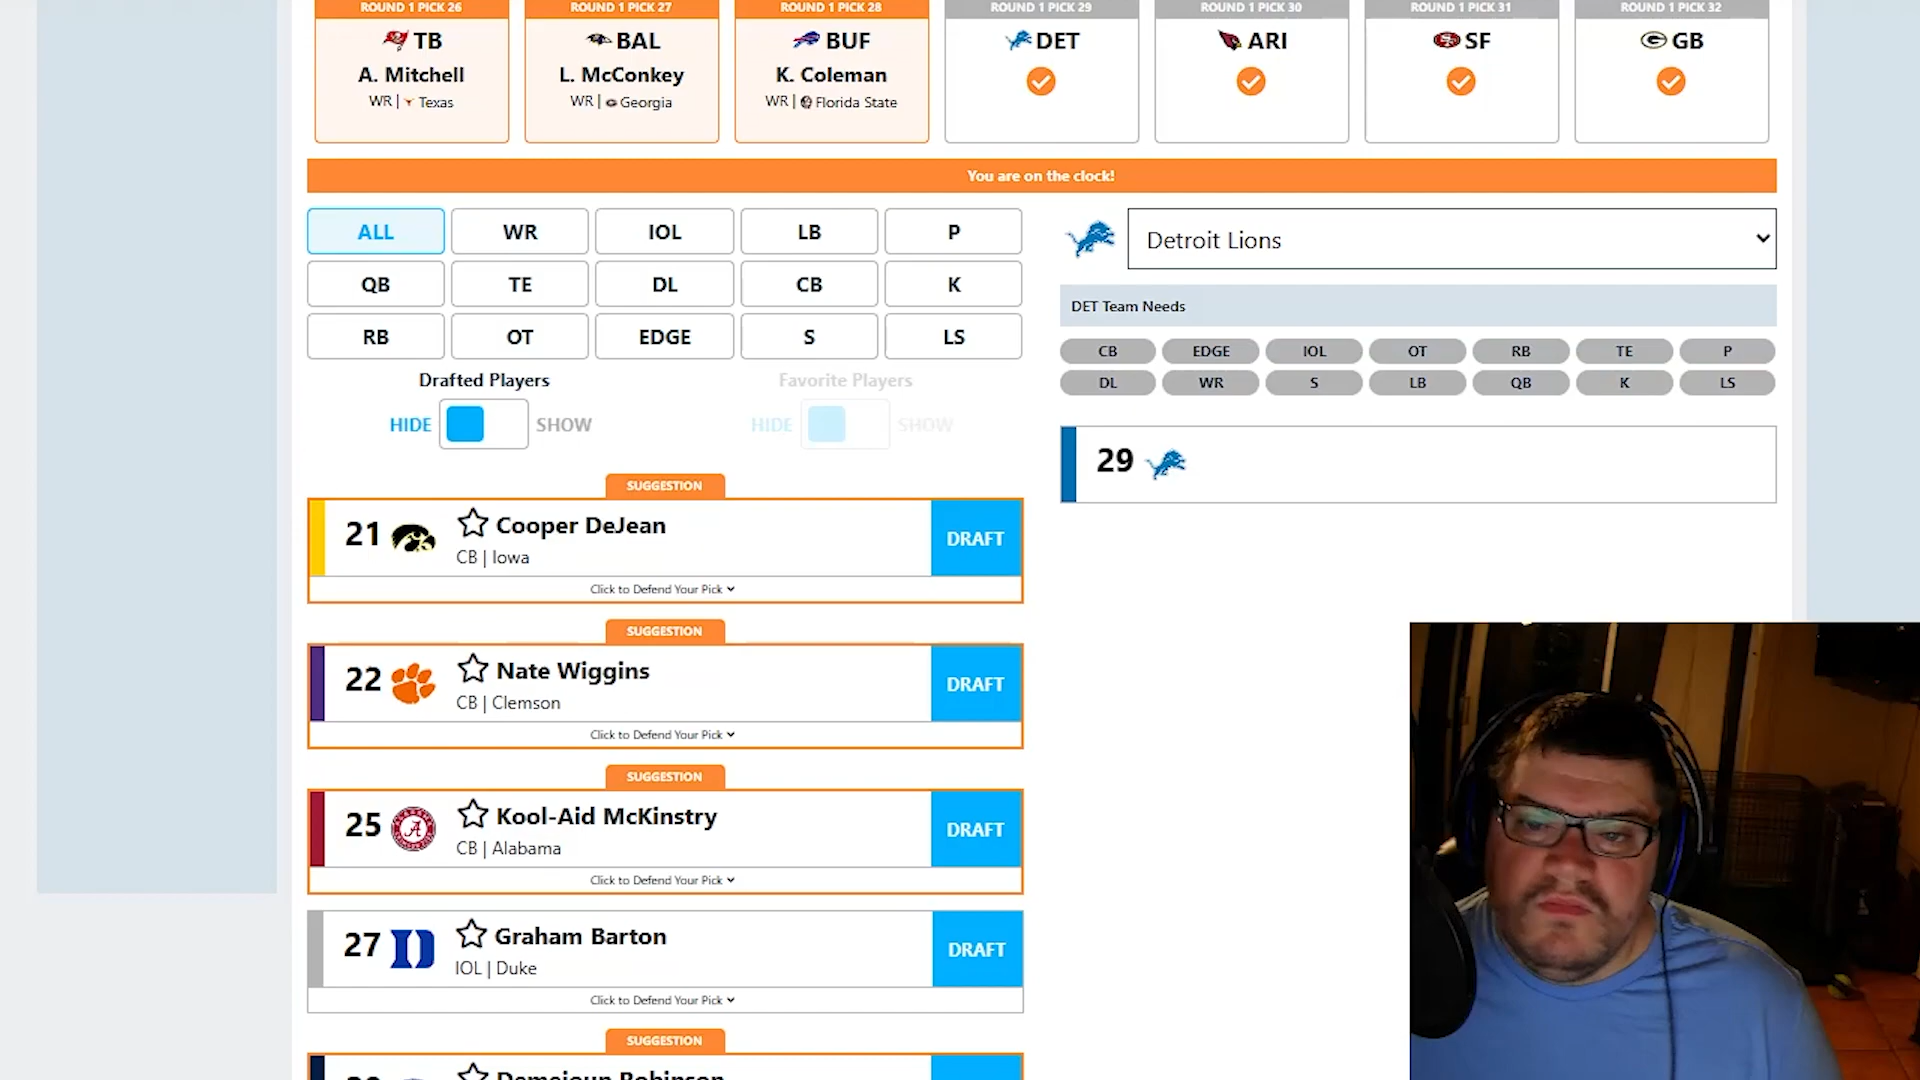 ROUND 1 PICK 26
TB
A. Mitchell
WR | Texas
ROUND 1 PICK 27
BAL
L. McConkey
WR | Georgia
ROUND 1 PICK 28
BUF
K. Coleman
WR | Florida State
ROUND 1 PICK 29
DET
ROUND 1 PICK 30
ARI
ROUND 1 PICK 31
SF
ROUND 1 PICK 32
GB
You are on the clock!
ALL WR IOL LB P
QB TE DL CB K
RB OT EDGE S LS
Drafted Players
HIDE SHOW
Favorite Players
HIDE SHOW
SUGGESTION
21 Cooper DeJean
CB | Iowa
DRAFT
Click to Defend Your Pick
SUGGESTION
22 Nate Wiggins
CB | Clemson
DRAFT
Click to Defend Your Pick
SUGGESTION
25 Kool-Aid McKinstry
CB | Alabama
DRAFT
Click to Defend Your Pick
27 Graham Barton
IOL | Duke
DRAFT
Click to Defend Your Pick
SUGGESTION
Demeioun Robinson
Detroit Lions
DET Team Needs
CB EDGE IOL OT RB TE P
DL WR S LB QB K LS
29